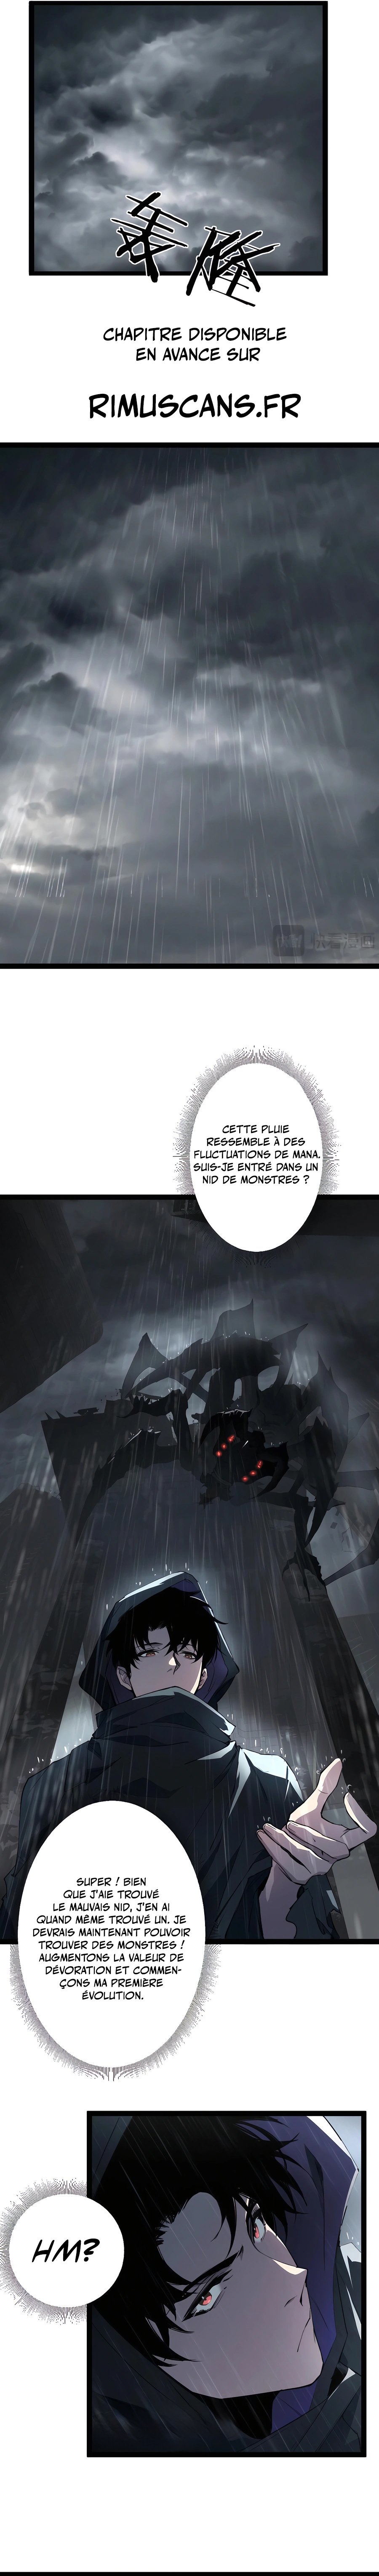 CHAPITRE DISPONIBLE
EN AVANCE SUR
RIMUSCANS.FR
CETTE PLUIE
RESSEMBLE À DES
FLUCTUATIONS DE MANA.
SUIS-JE ENTRÉ DANS UN
NID DE MONSTRES ?
SUPER ! BIEN
QUE J'AIE TROUVÉ
LE MAUVAIS NID, J'EN AI
QUAND MÊME TROUVÉ UN. JE
DEVRAIS MAINTENANT POUVOIR
TROUVER DES MONSTRES !
AUGMENTONS LA VALEUR DE
DÉVORATION ET COMMEN-
ÇONS MA PREMIÈRE
ÉVOLUTION.
HM?